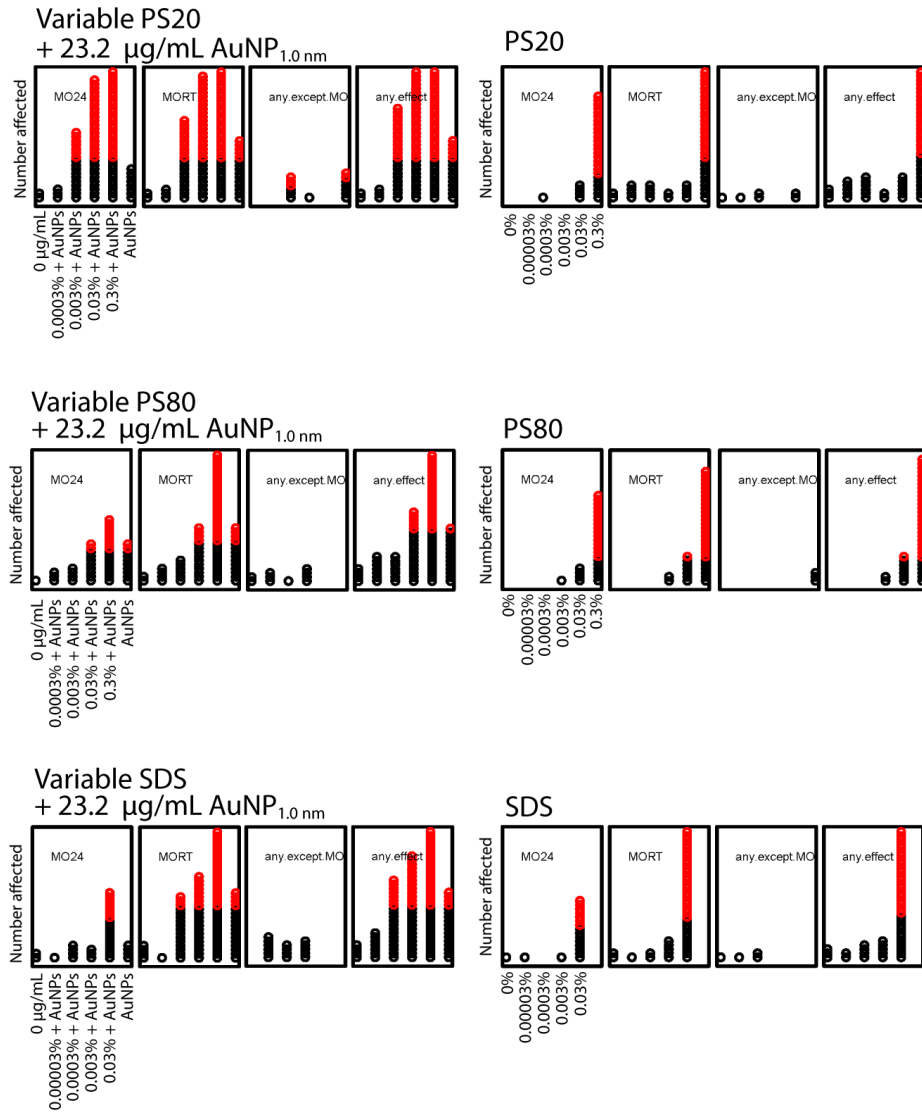 Variable PS20
+ 23.2 µg/mL AuNP1.0 nm
Number affected
MO24
MORT
any.except.MO
any.effect
0 µg/mL
0.0003% + AuNPs
0.003% + AuNPs
0.03% + AuNPs
0.3% + AuNPs
AuNPs
PS20
Number affected
MO24
MORT
any.except.MO
any.effect
0%
0.00003%
0.0003%
0.003%
0.03%
0.3%
Variable PS80
+ 23.2 µg/mL AuNP1.0 nm
Number affected
MO24
MORT
any.except.MO
any.effect
0 µg/mL
0.0003% + AuNPs
0.003% + AuNPs
0.03% + AuNPs
0.3% + AuNPs
AuNPs
PS80
Number affected
MO24
MORT
any.except.MO
any.effect
0%
0.00003%
0.0003%
0.003%
0.03%
0.3%
Variable SDS
+ 23.2 µg/mL AuNP1.0 nm
Number affected
MO24
MORT
any.except.MO
any.effect
0 µg/mL
0.00003% + AuNPs
0.0003% + AuNPs
0.003% + AuNPs
0.03% + AuNPs
AuNPs
SDS
Number affected
MO24
MORT
any.except.MO
any.effect
0%
0.00003%
0.0003%
0.003%
0.03%